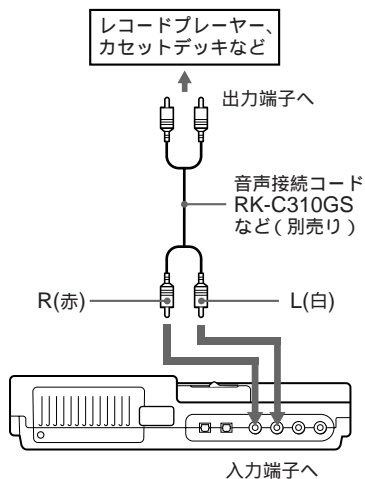 レコードプレーヤー、
カセットデッキなど
出力端子へ
音声接続コード
RK-C310GS
など（別売り）
R(赤)
L(白)
入力端子へ